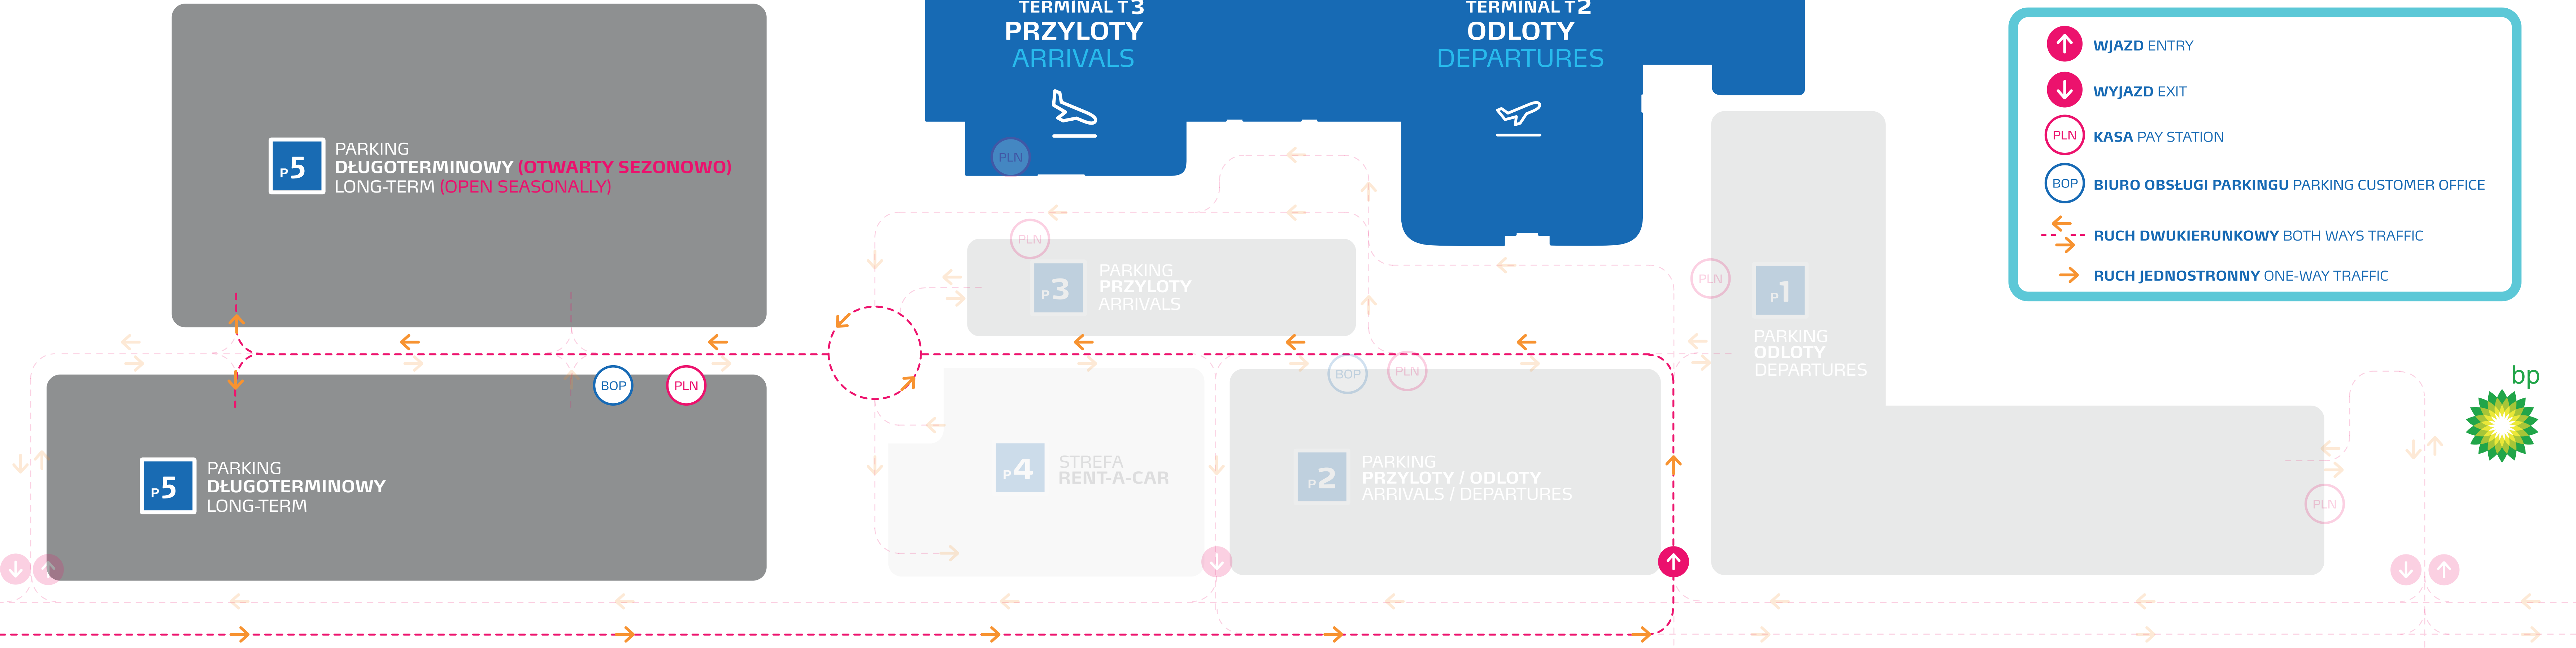 TERMINAL T3
PRZYLOTY
ARRIVALS
TERMINAL T2
ODLOTY
DEPARTURES
WJAZD ENTRY
WYJAZD EXIT
PLN KASA PAY STATION
BOP BIURO OBSŁUGI PARKINGU PARKING CUSTOMER OFFICE
RUCH DWUKIERUNKOWY BOTH WAYS TRAFFIC
RUCH JEDNOSTRONNY ONE-WAY TRAFFIC
P5
PARKING
DŁUGOTERMINOWY (OTWARTY SEZONOWO)
LONG-TERM (OPEN SEASONALLY)
PLN
PLN
P3
PARKING
PRZYLOTY
ARRIVALS
PLN
P1
PARKING
ODLOTY
DEPARTURES
BOP
PLN
BOP
PLN
bp
P5
PARKING
DŁUGOTERMINOWY
LONG-TERM
P4
STREFA
RENT-A-CAR
P2
PARKING
PRZYLOTY / ODLOTY
ARRIVALS / DEPARTURES
PLN